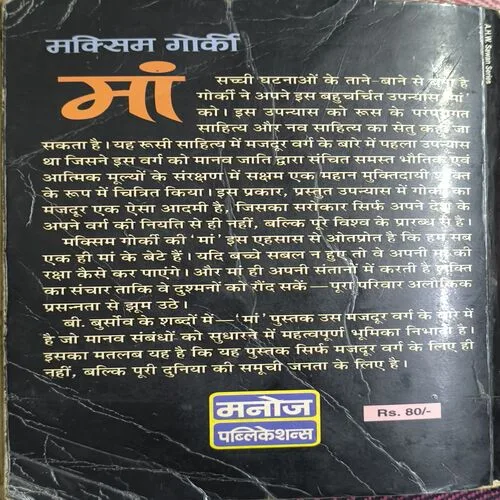 A.H.W. Sawan Series
मक्सिम गोर्की
मां
सच्ची घटनाओं के ताने-बाने से बुना है
गोर्की ने अपने इस बहुचर्चित उपन्यास 'मां'
को। इस उपन्यास को रूस के परंपरागत
साहित्य और नव साहित्य का सेतु कहा जा
सकता है। यह रूसी साहित्य में मजदूर वर्ग के बारे में पहला उपन्यास
था जिसने इस वर्ग को मानव जाति द्वारा संचित समस्त भौतिक एवं
आत्मिक मूल्यों के संरक्षण में सक्षम एक महान मुक्तिदायी शक्ति
के रूप में चित्रित किया। इस प्रकार, प्रस्तुत उपन्यास में गोर्की का
मजदूर एक ऐसा आदमी है, जिसका सरोकार सिर्फ अपने देश के
अपने वर्ग की नियति से ही नहीं, बल्कि पूरे विश्व के प्रारब्ध से है।
मक्सिम गोर्की की 'मां' इस एहसास से ओतप्रोत है कि हम सब
एक ही मां के बेटे हैं। यदि बच्चे सबल न हुए तो वे अपनी मां की
रक्षा कैसे कर पाएंगे। और मां ही अपनी संतानों में करती है शक्ति
का संचार ताकि वे दुश्मनों को रौंद सकें—पूरा परिवार अलौकिक
प्रसन्नता से झूम उठे।
बी. बुर्सोव के शब्दों में—'मां' पुस्तक उस मजदूर वर्ग के बारे में
है जो मानव संबंधों को सुधारने में महत्वपूर्ण भूमिका निभाता है।
इसका मतलब यह है कि यह पुस्तक सिर्फ मजदूर वर्ग के लिए ही
नहीं, बल्कि पूरी दुनिया की समूची जनता के लिए है।
मनोज
पब्लिकेशन्स
Rs. 80/-